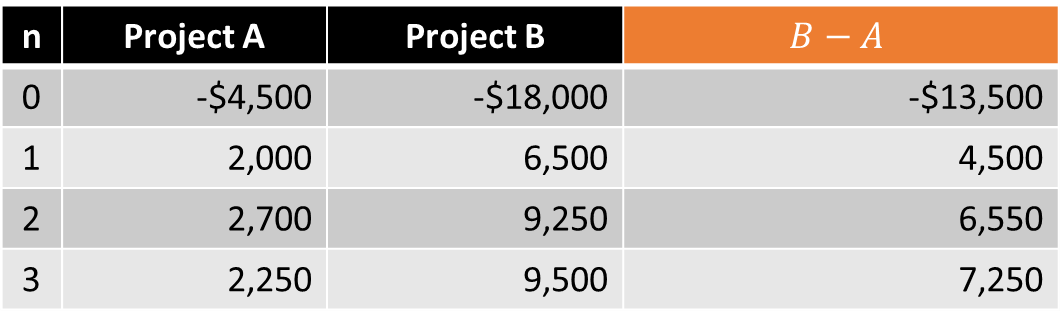 n Project A Project B B − A
0 -$4,500 -$18,000 -$13,500
1 2,000 6,500 4,500
2 2,700 9,250 6,550
3 2,250 9,500 7,250